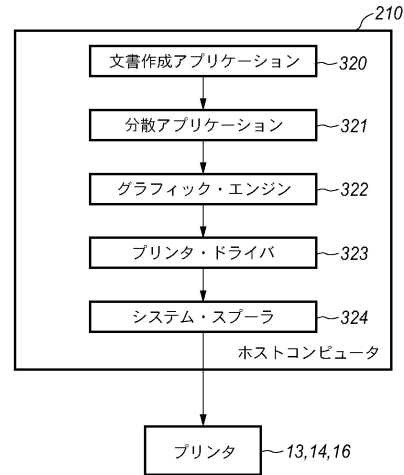 210
文書作成アプリケーション 320
分散アプリケーション 321
グラフィック・エンジン 322
プリンタ・ドライバ 323
システム・スプーラ 324
ホストコンピュータ
プリンタ 13,14,16